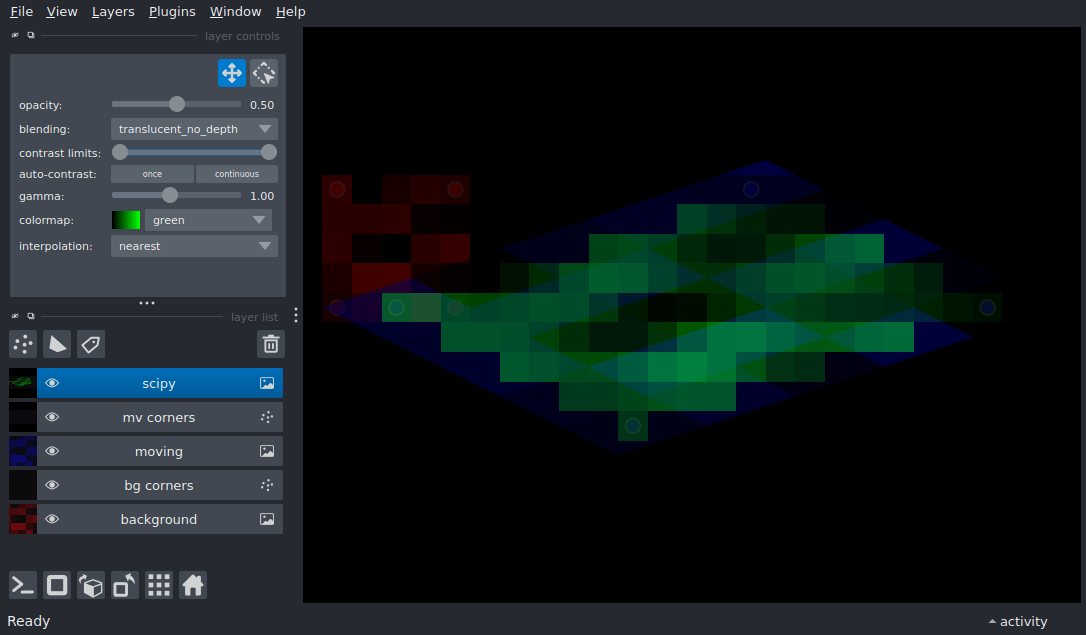 File View Layers Plugins Window Help
layer controls
opacity: 0.50
blending: translucent_no_depth
contrast limits:
auto-contrast: once continuous
gamma: 1.00
colormap: green
interpolation: nearest
layer list
scipy
mv corners
moving
bg corners
background
Ready
activity